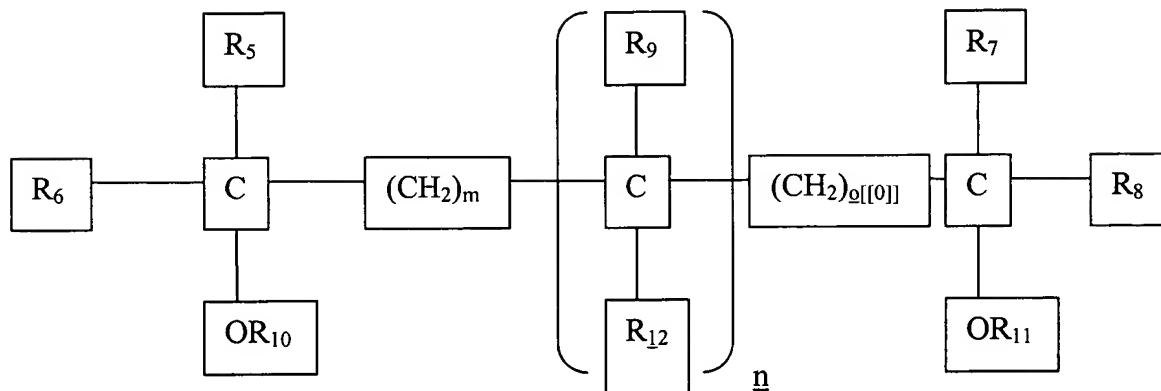 R5 R9 R7
R6 C (CH2)m C (CH2)o[[0]] C R8
OR10 R12 OR11
n